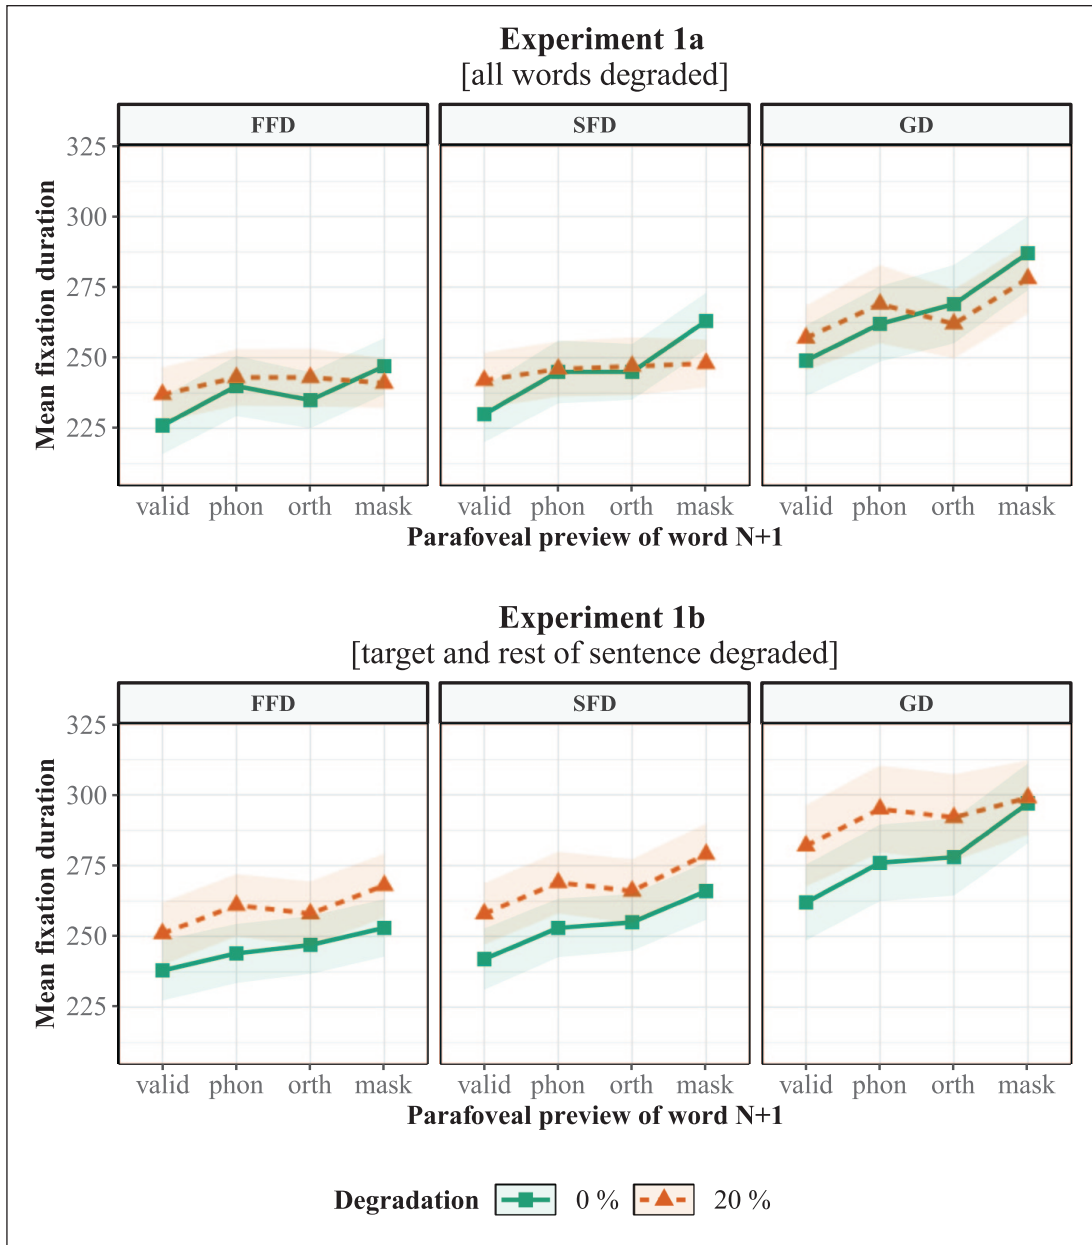 Experiment 1a
[all words degraded]
FFD SFD GD
325
300
275
250
225
Mean fixation duration
valid phon orth mask valid phon orth mask valid phon orth mask
Parafoveal preview of word N+1
Experiment 1b
[target and rest of sentence degraded]
FFD SFD GD
325
300
275
250
225
Mean fixation duration
valid phon orth mask valid phon orth mask valid phon orth mask
Parafoveal preview of word N+1
Degradation 0 % 20 %